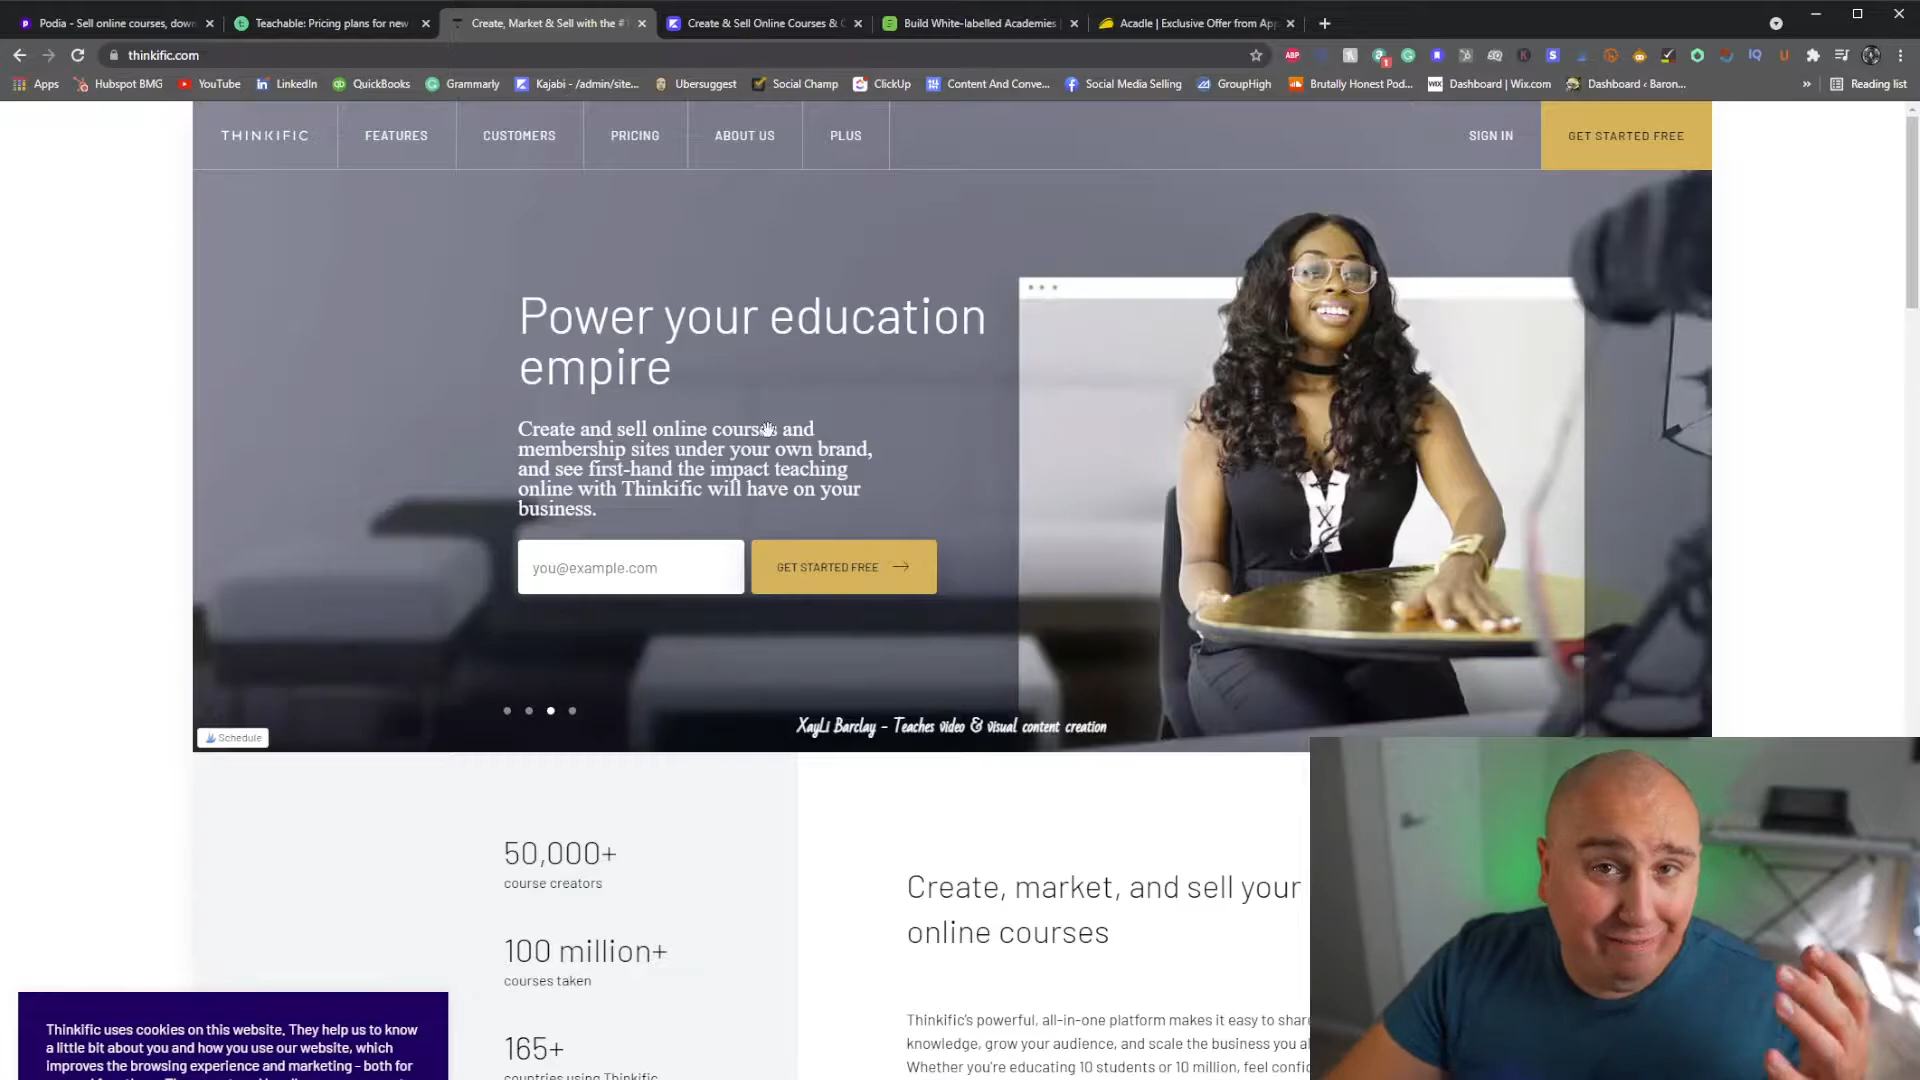 Podia - Sell online courses, dow
Teachable: Pricing plans for new
Create, Market & Sell with the #1
Create & Sell Online Courses & C
Build White-labelled Academies
Acadle | Exclusive Offer from App
thinkific.com
Apps
Hubspot BMG
YouTube
LinkedIn
QuickBooks
Grammarly
Kajabi - /admin/site...
Ubersuggest
Social Champ
ClickUp
Content And Conve...
Social Media Selling
GroupHigh
Brutally Honest Pod...
Dashboard | Wix.com
Dashboard ‹ Baron...
»
Reading list
THINKIFIC
FEATURES
CUSTOMERS
PRICING
ABOUT US
PLUS
SIGN IN
GET STARTED FREE
Power your education
empire
Create and sell online courses and
membership sites under your own brand,
and see first-hand the impact teaching
online with Thinkific will have on your
business.
you@example.com
GET STARTED FREE
XayLi Barclay - Teaches video & visual content creation
Schedule
50,000+
course creators
100 million+
courses taken
165+
countries using Thinkific
Create, market, and sell your
online courses
Thinkific's powerful, all-in-one platform makes it easy to share
knowledge, grow your audience, and scale the business you
Whether you're educating 10 students or 10 million, feel
Thinkific uses cookies on this website. They help us to know
a little bit about you and how you use our website, which
improves the browsing experience and marketing - both for